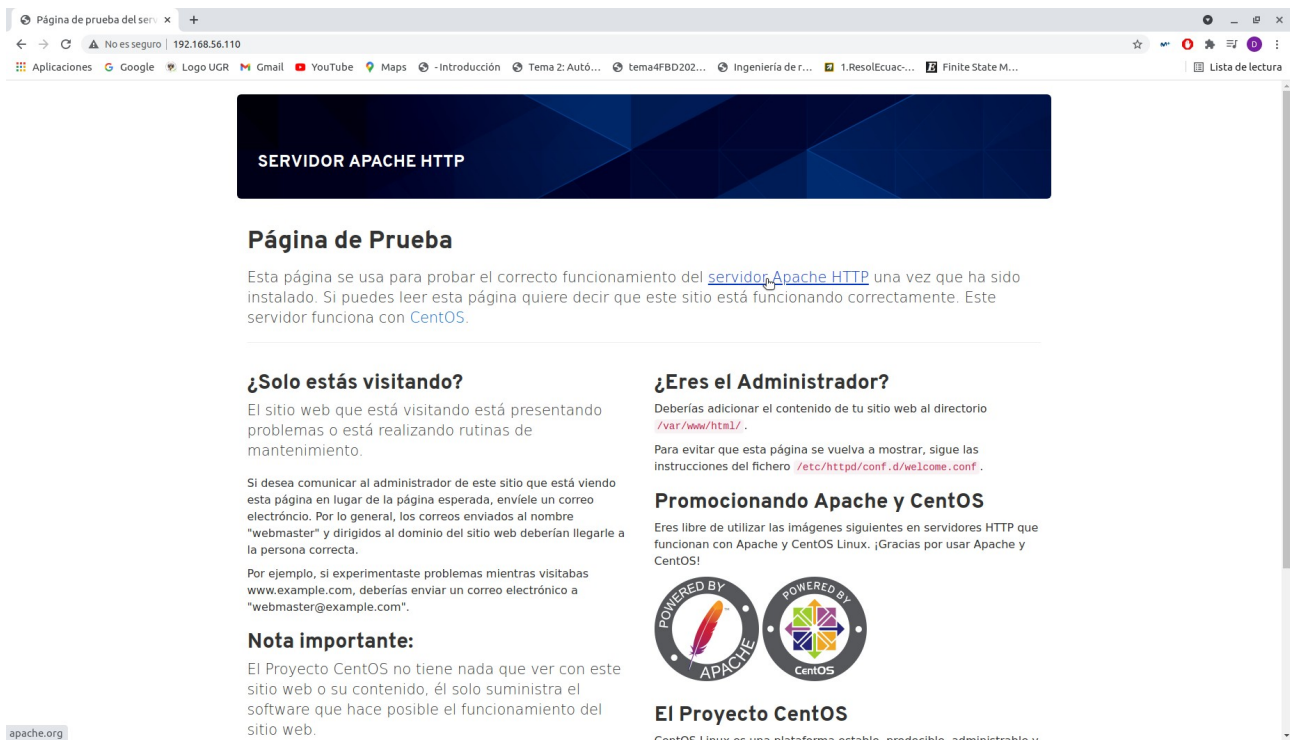 Página de prueba del serv
No es seguro 192.168.56.110
Aplicaciones Google Logo UGR Gmail YouTube Maps -Introducción Tema 2: Autó... tema4FBD202... Ingeniería de r... 1.ResolEcuac-... Finite State M... Lista de lectura
SERVIDOR APACHE HTTP
Página de Prueba
Esta página se usa para probar el correcto funcionamiento del servidor Apache HTTP una vez que ha sido
instalado. Si puedes leer esta página quiere decir que este sitio está funcionando correctamente. Este
servidor funciona con CentOS.
¿Solo estás visitando?
El sitio web que está visitando está presentando
problemas o está realizando rutinas de
mantenimiento.
Si desea comunicar al administrador de este sitio que está viendo
esta página en lugar de la página esperada, envíele un correo
electróncio. Por lo general, los correos enviados al nombre
"webmaster" y dirigidos al dominio del sitio web deberían llegarle a
la persona correcta.
Por ejemplo, si experimentaste problemas mientras visitabas
www.example.com, deberías enviar un correo electrónico a
"webmaster@example.com".
Nota importante:
El Proyecto CentOS no tiene nada que ver con este
sitio web o su contenido, él solo suministra el
software que hace posible el funcionamiento del
sitio web.
¿Eres el Administrador?
Deberías adicionar el contenido de tu sitio web al directorio
/var/www/html/.
Para evitar que esta página se vuelva a mostrar, sigue las
instrucciones del fichero /etc/httpd/conf.d/welcome.conf.
Promocionando Apache y CentOS
Eres libre de utilizar las imágenes siguientes en servidores HTTP que
funcionan con Apache y CentOS Linux. ¡Gracias por usar Apache y
CentOS!
POWERED BY
APACHE
POWERED BY
CentOS
El Proyecto CentOS
CentOS Linux es una plataforma estable, predecible, administrable y
apache.org